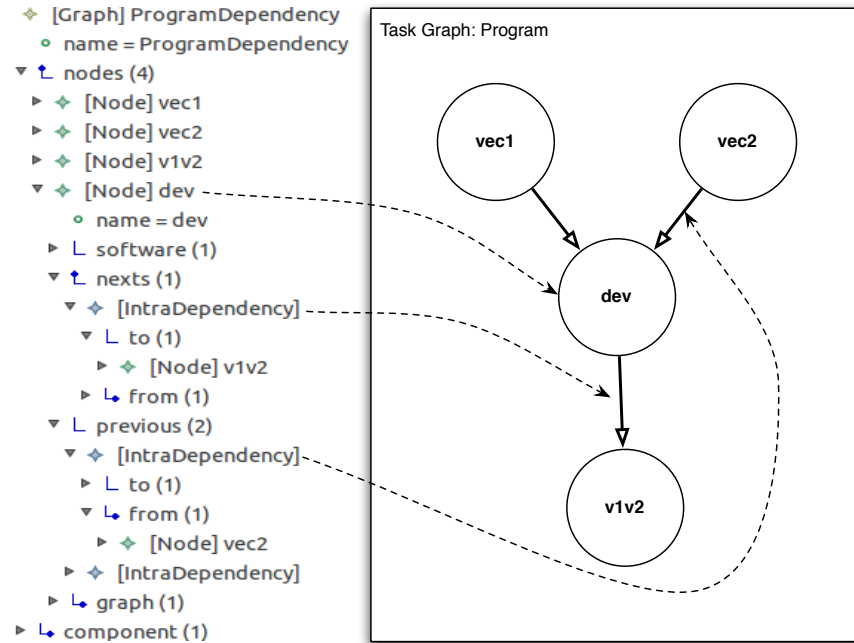 [Graph] ProgramDependency
name = ProgramDependency
nodes (4)
[Node] vec1
[Node] vec2
[Node] v1v2
[Node] dev
name = dev
software (1)
nexts (1)
[IntraDependency]
to (1)
[Node] v1v2
from (1)
previous (2)
[IntraDependency]
to (1)
from (1)
[Node] vec2
[IntraDependency]
graph (1)
component (1)
Task Graph: Program
vec1
vec2
dev
v1v2